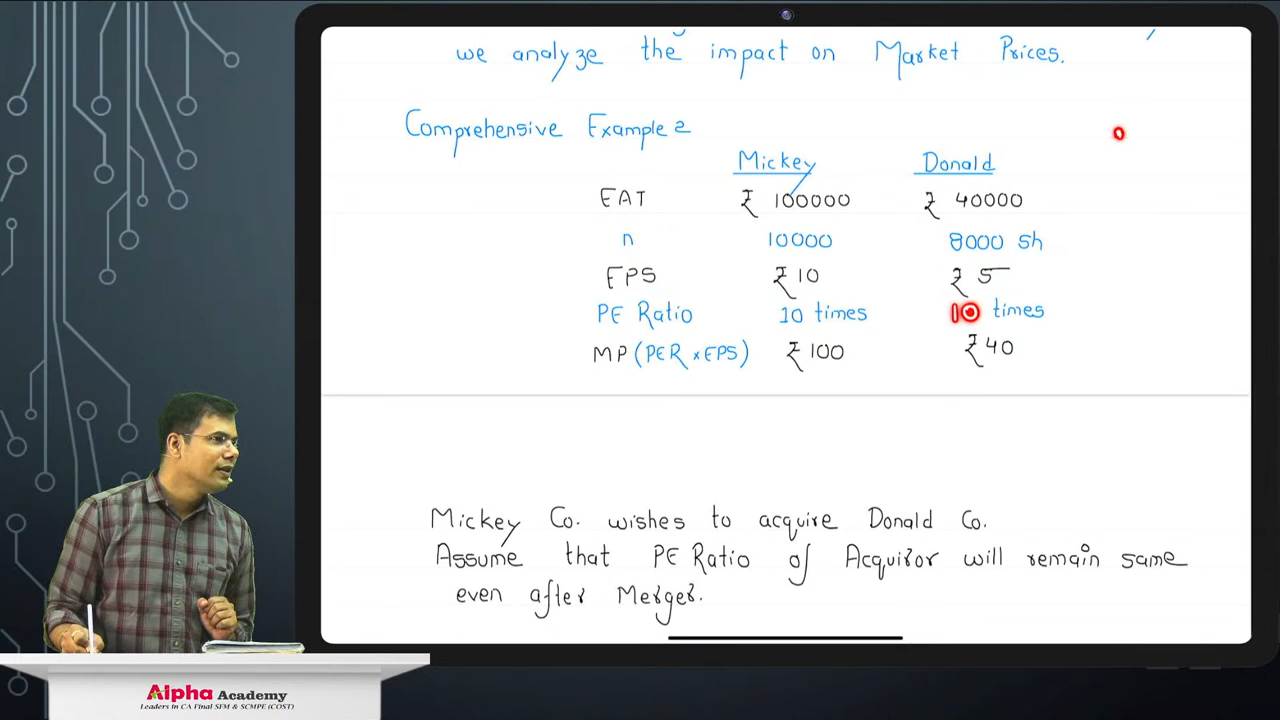 we analyze the impact on Market Prices.
Comprehensive Example 2
Mickey Donald
EAT ₹ 100000 ₹ 40000
n 10000 8000 sh
EPS ₹ 10 ₹ 5
PE Ratio 10 times 10 times
MP (PER × EPS) ₹ 100 ₹ 40
Mickey Co. wishes to acquire Donald Co.
Assume that PE Ratio of Acquiror will remain same
even after Merger.
Alpha Academy
Leaders in CA Final SFM & SCMPE (COST)